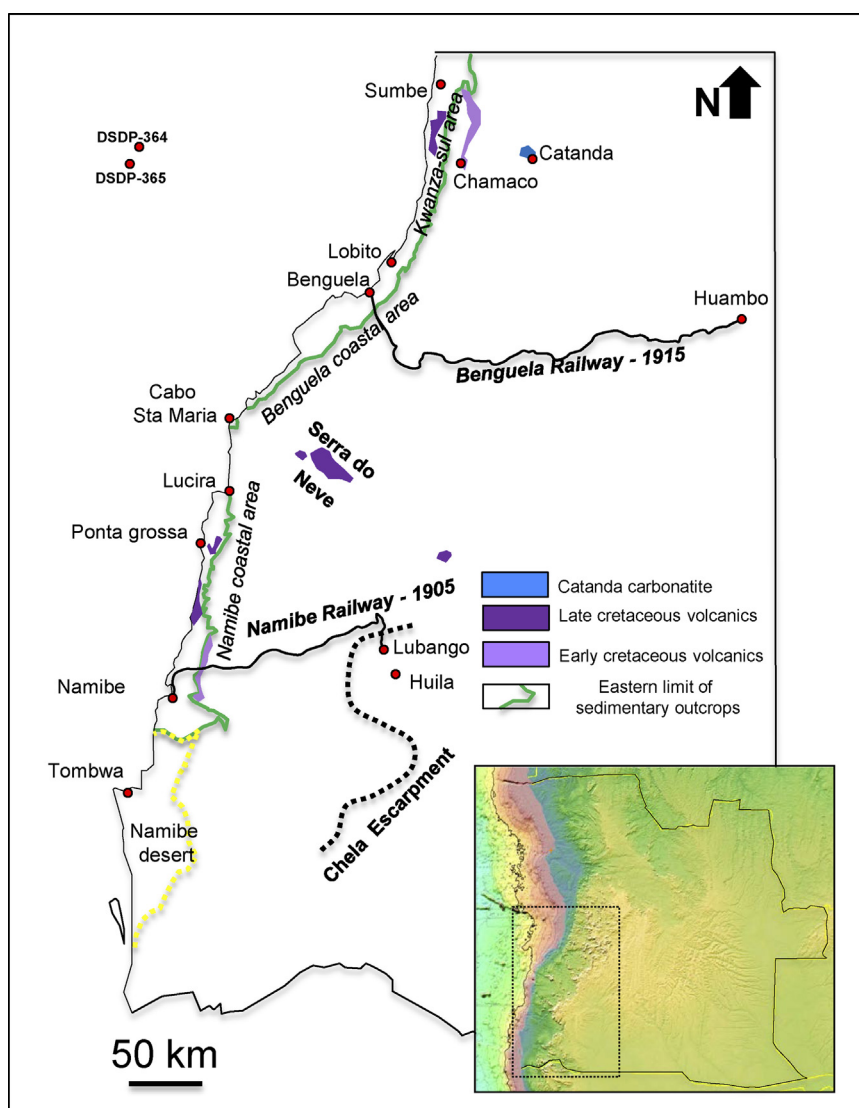 Sumbe
N
DSDP-364
DSDP-365
Kwanza-sul area
Catanda
Chamaco
Lobito
Benguela
Huambo
Benguela coastal area
Benguela Railway - 1915
Cabo
Sta Maria
Serra do
Neve
Lucira
Ponta grossa
Namibe coastal area
Namibe Railway - 1905
Catanda carbonatite
Late cretaceous volcanics
Early cretaceous volcanics
Eastern limit of
sedimentary outcrops
Lubango
Huila
Namibe
Tombwa
Chela Escarpment
Namibe
desert
50 km